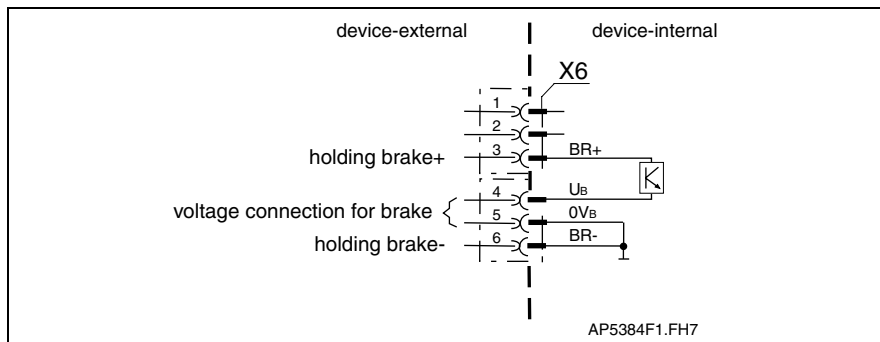 device-external
device-internal
X6
1
2
3
holding brake+
BR+
4
UB
voltage connection for brake
5
0VB
holding brake-
6
BR-
AP5384F1.FH7